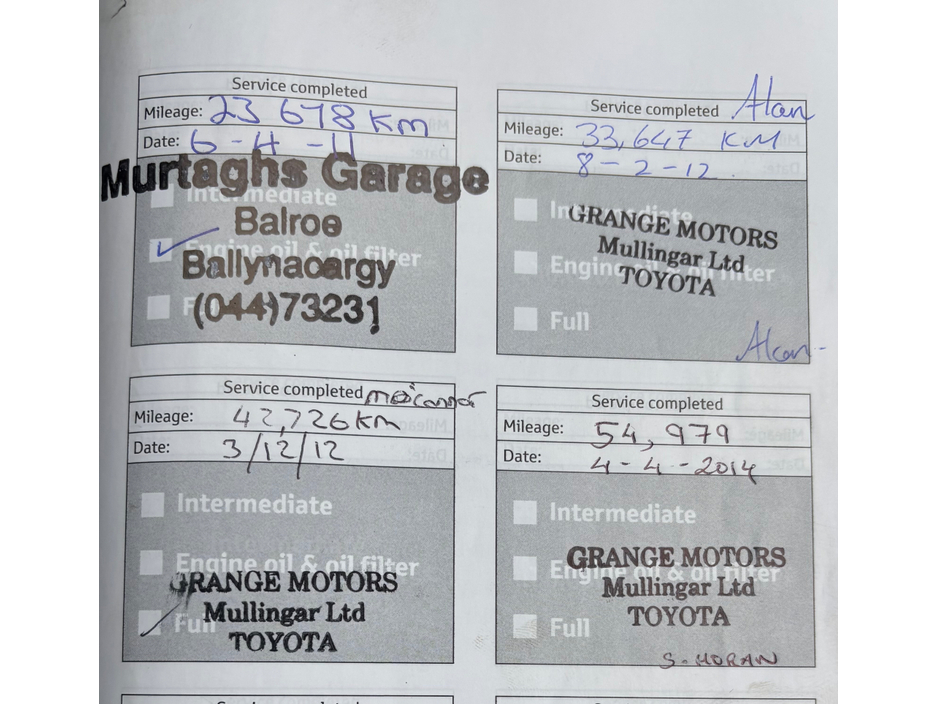 Service completed
Mileage: 23 678 KM
Date: 6 - 4 - 11
Murtaghs Garage
Intermediate
Balroe
Engine oil & oil filter
Ballynacargy
(044)73231
Service completed Alan
Mileage: 33,647 KM
Date: 8 - 2 - 12
Intermediate
GRANGE MOTORS
Mullingar Ltd
Engine oil & oil filter
TOYOTA
Full
Alan
Service completed
Mileage: 42,726 KM
Date: 3/12/12
Intermediate
Engine oil & oil filter
GRANGE MOTORS
Mullingar Ltd
Full
TOYOTA
Service completed
Mileage: 54,979
Date: 4 - 4 - 2014
Intermediate
GRANGE MOTORS
Engine oil & oil filter
Mullingar Ltd
TOYOTA
Full
S. HORAN